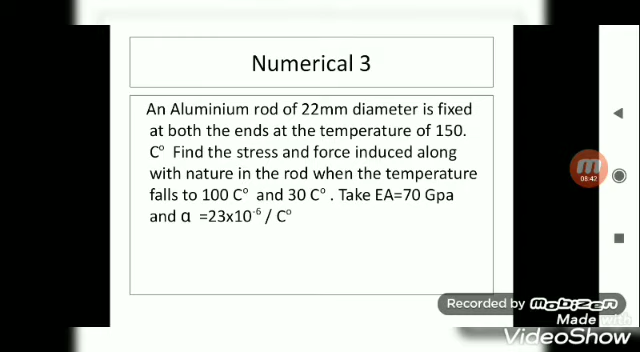 Numerical 3
An Aluminium rod of 22mm diameter is fixed
at both the ends at the temperature of 150.
C° Find the stress and force induced along
with nature in the rod when the temperature
falls to 100 C° and 30 C° . Take EA=70 Gpa
and α =23x10⁻⁶ / C°
08:42
Recorded by Mobizen
Made with
VideoShow